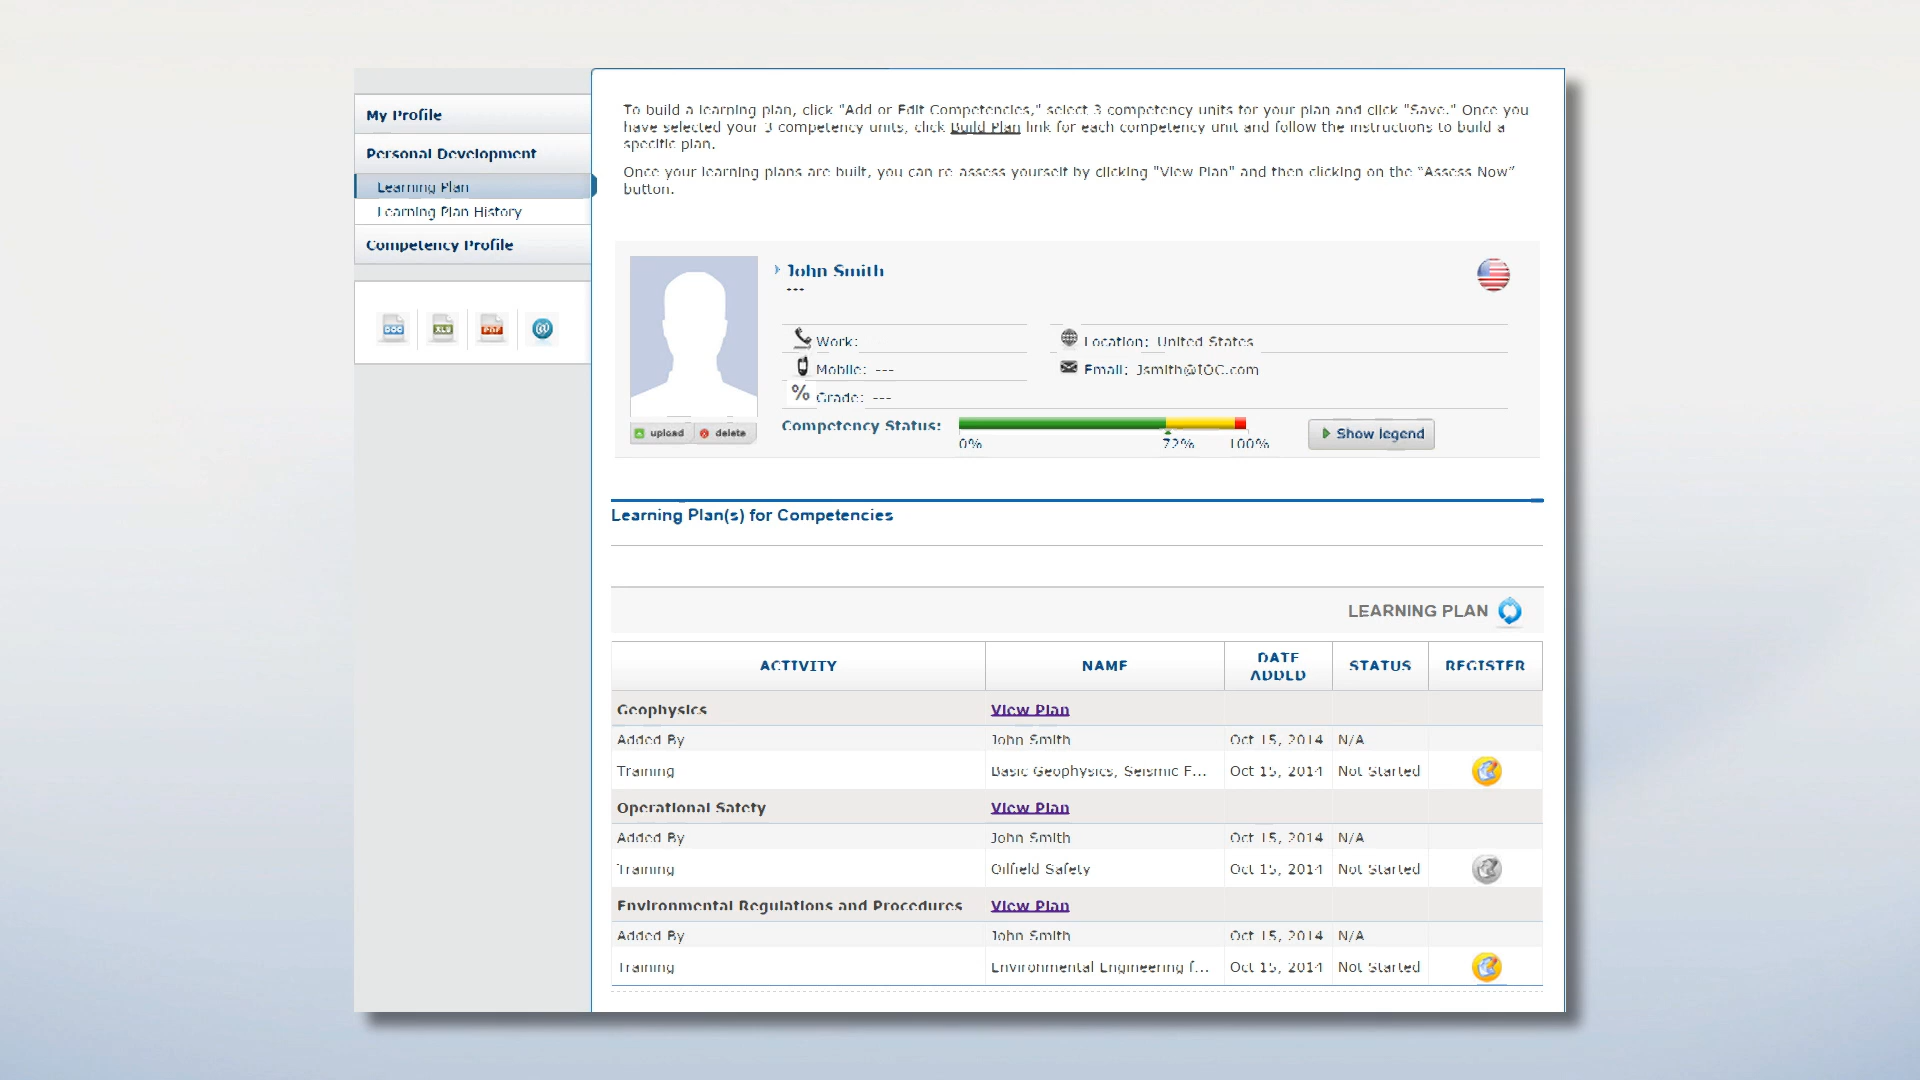 My Profile
Personal Development
Learning Plan
Learning Plan History
Competency Profile
DOC
XLS
PDF
To build a learning plan, click "Add or Edit Competencies," select 3 competency units for your plan and click "Save." Once you
have selected your 3 competency units, click Build Plan link for each competency unit and follow the instructions to build a
specific plan.
Once your learning plans are built, you can re assess yourself by clicking "View Plan" and then clicking on the "Assess Now"
button.
John Smith
---
Work:
Location: United States
Mobile: ---
Email: Jsmith@IOC.com
% Grade: ---
upload
delete
Competency Status:
0%
72%
100%
Show legend
Learning Plan(s) for Competencies
LEARNING PLAN
ACTIVITY NAME DATE ADDED STATUS REGISTER
Geophysics View Plan
Added By John Smith Oct 15, 2014 N/A
Training Basic Geophysics, Seismic F... Oct 15, 2014 Not Started
Operational Safety View Plan
Added By John Smith Oct 15, 2014 N/A
Training Oilfield Safety Oct 15, 2014 Not Started
Environmental Regulations and Procedures View Plan
Added By John Smith Oct 15, 2014 N/A
Training Environmental Engineering f... Oct 15, 2014 Not Started